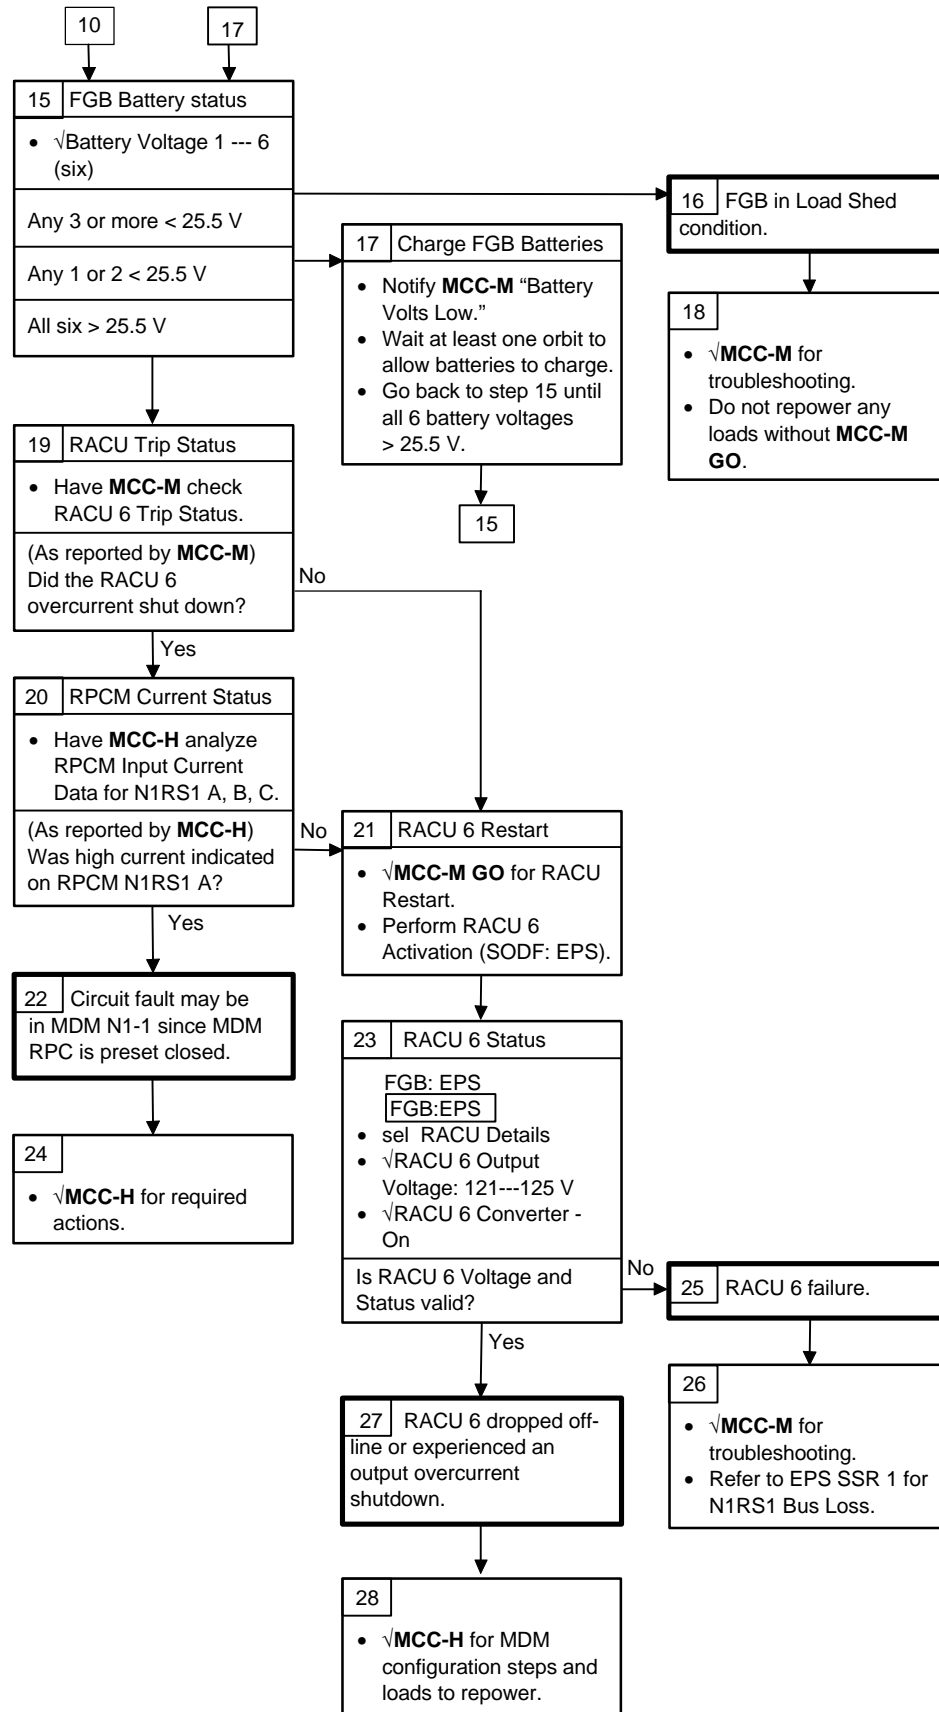 10
17
15 FGB Battery status
• √Battery Voltage 1 --- 6
(six)
Any 3 or more < 25.5 V
Any 1 or 2 < 25.5 V
All six > 25.5 V
16 FGB in Load Shed
condition.
17 Charge FGB Batteries
• Notify MCC-M “Battery
Volts Low.”
• Wait at least one orbit to
allow batteries to charge.
• Go back to step 15 until
all 6 battery voltages
> 25.5 V.
15
18
• √MCC-M for
troubleshooting.
• Do not repower any
loads without MCC-M
GO.
19 RACU Trip Status
• Have MCC-M check
RACU 6 Trip Status.
(As reported by MCC-M)
Did the RACU 6
overcurrent shut down?
No
Yes
20 RPCM Current Status
• Have MCC-H analyze
RPCM Input Current
Data for N1RS1 A, B, C.
(As reported by MCC-H)
Was high current indicated
on RPCM N1RS1 A?
No
Yes
21 RACU 6 Restart
• √MCC-M GO for RACU
Restart.
• Perform RACU 6
Activation (SODF: EPS).
22 Circuit fault may be
in MDM N1-1 since MDM
RPC is preset closed.
23 RACU 6 Status
FGB: EPS
FGB:EPS
• sel RACU Details
• √RACU 6 Output
Voltage: 121---125 V
• √RACU 6 Converter -
On
Is RACU 6 Voltage and
Status valid?
No
Yes
24
• √MCC-H for required
actions.
25 RACU 6 failure.
26
• √MCC-M for
troubleshooting.
• Refer to EPS SSR 1 for
N1RS1 Bus Loss.
27 RACU 6 dropped off-
line or experienced an
output overcurrent
shutdown.
28
• √MCC-H for MDM
configuration steps and
loads to repower.